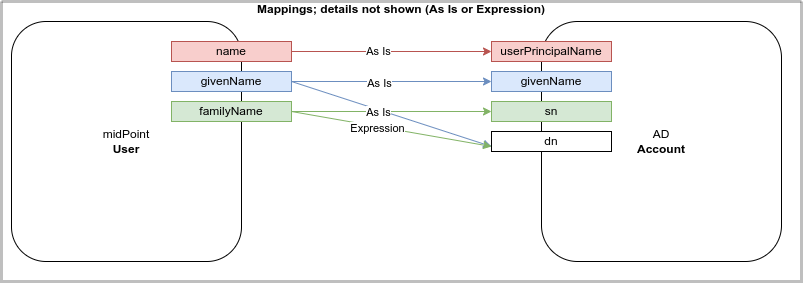 Mappings; details not shown (As Is or Expression)
name
As Is
userPrincipalName
givenName
As Is
givenName
familyName
As Is
sn
Expression
midPoint
User
dn
AD
Account